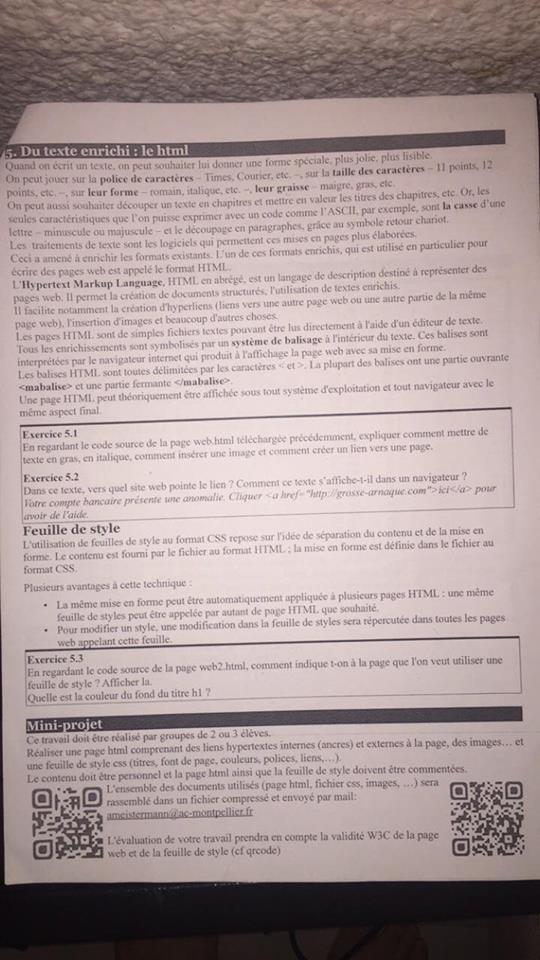 5. Du texte enrichi : le html
Quand on écrit un texte, on peut souhaiter lui donner une forme spéciale, plus jolie, plus lisible.
On peut jouer sur la police de caractères – Times, Courier, etc. –, sur la taille des caractères – 11 points, 12
points, etc. –, sur leur forme – romain, italique, etc. –, leur graisse – maigre, gras, etc.
On peut aussi souhaiter découper un texte en chapitres et mettre en valeur les titres des chapitres, etc. Or, les
seules caractéristiques que l'on puisse exprimer avec un code comme l'ASCII, par exemple, sont la casse d'une
lettre – minuscule ou majuscule – et le découpage en paragraphes, grâce au symbole retour chariot.
Les traitements de texte sont les logiciels qui permettent ces mises en pages plus élaborées.
Ceci a amené à enrichir les formats existants. L'un de ces formats enrichis, qui est utilisé en particulier pour
écrire des pages web est appelé le format HTML.
L'Hypertext Markup Language, HTML en abrégé, est un langage de description destiné à représenter des
pages web. Il permet la création de documents structurés, l'utilisation de textes enrichis.
Il facilite notamment la création d'hyperliens (liens vers une autre page web ou une autre partie de la même
page web), l'insertion d'images et beaucoup d'autres choses.
Les pages HTML sont de simples fichiers textes pouvant être lus directement à l'aide d'un éditeur de texte.
Tous les enrichissements sont symbolisés par un système de balisage à l'intérieur du texte. Ces balises sont
interprétées par le navigateur internet qui produit à l'affichage la page web avec sa mise en forme.
Les balises HTML sont toutes délimitées par les caractères < et >. La plupart des balises ont une partie ouvrante
<mabalise> et une partie fermante </mabalise>.
Une page HTML peut théoriquement être affichée sous tout système d'exploitation et tout navigateur avec le
même aspect final.
Exercice 5.1
En regardant le code source de la page web.html téléchargée précédemment, expliquer comment mettre de
texte en gras, en italique, comment insérer une image et comment créer un lien vers une page.
Exercice 5.2
Dans ce texte, vers quel site web pointe le lien ? Comment ce texte s'affiche-t-il dans un navigateur ?
Votre compte bancaire présente une anomalie. Cliquer <a href="http://grosse-arnaque.com">ici</a> pour
avoir de l'aide.
Feuille de style
L'utilisation de feuilles de style au format CSS repose sur l'idée de séparation du contenu et de la mise en
forme. Le contenu est fourni par le fichier au format HTML ; la mise en forme est définie dans le fichier au
format CSS.
Plusieurs avantages à cette technique :
• La même mise en forme peut être automatiquement appliquée à plusieurs pages HTML : une même
feuille de styles peut être appelée par autant de page HTML que souhaité.
• Pour modifier un style, une modification dans la feuille de styles sera répercutée dans toutes les pages
web appelant cette feuille.
Exercice 5.3
En regardant le code source de la page web2.html, comment indique t-on à la page que l'on veut utiliser une
feuille de style ? Afficher la.
Quelle est la couleur du fond du titre h1 ?
Mini-projet
Ce travail doit être réalisé par groupes de 2 ou 3 élèves.
Réaliser une page html comprenant des liens hypertextes internes (ancres) et externes à la page, des images… et
une feuille de style css (titres, font de page, couleurs, polices, liens,…).
Le contenu doit être personnel et la page html ainsi que la feuille de style doivent être commentées.
L'ensemble des documents utilisés (page html, fichier css, images, …) sera
rassemblé dans un fichier compressé et envoyé par mail:
ameistermann@ac-montpellier.fr
L'évaluation de votre travail prendra en compte la validité W3C de la page
web et de la feuille de style (cf qrcode)